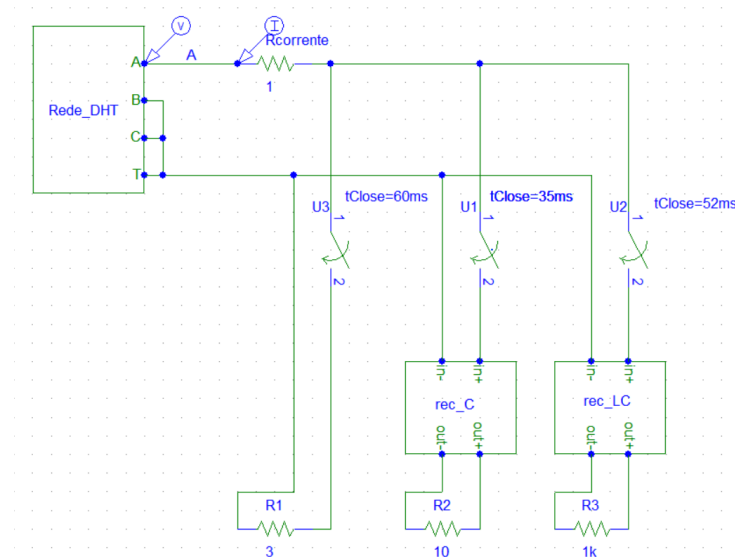 V
I
Rcorrente
A
A
1
B
Rede_DHT
C
T
tClose=60ms
tClose=35ms
tClose=52ms
U3
1
U1
1
U2
1
2
2
2
in-
in+
in-
in+
rec_C
rec_LC
out-
out+
out-
out+
R1
R2
R3
3
10
1k